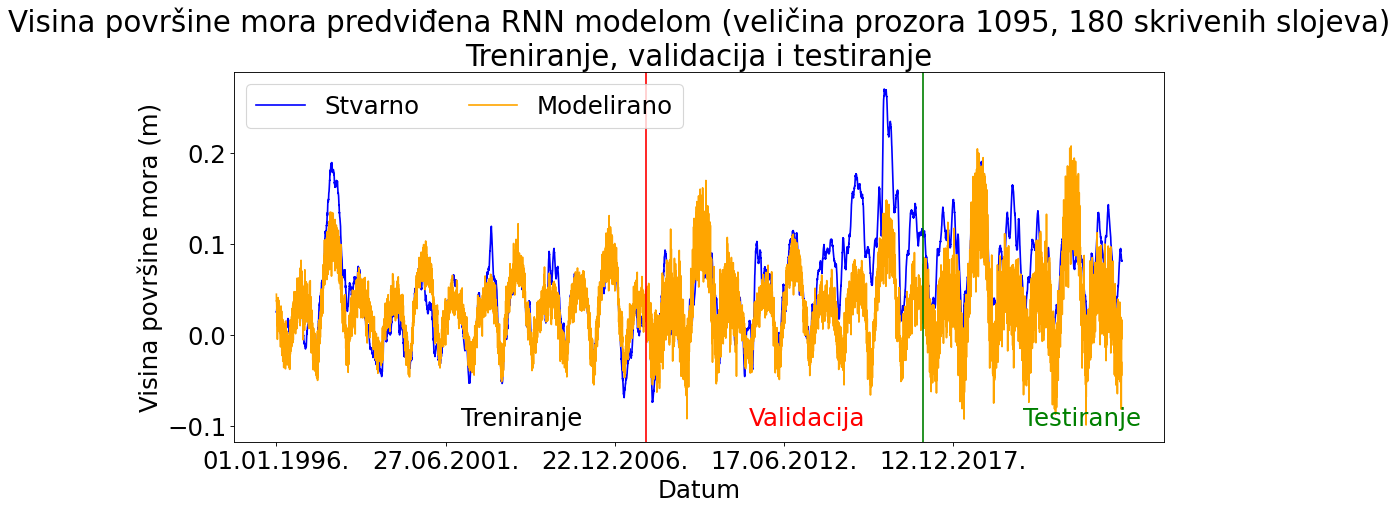 Visina površine mora predviđena RNN modelom (veličina prozora 1095, 180 skrivenih slojeva)
Treniranje, validacija i testiranje
Stvarno
Modelirano
Visina površine mora (m)
0.2
0.1
0.0
−0.1
Treniranje
Validacija
Testiranje
01.01.1996.
27.06.2001.
22.12.2006.
17.06.2012.
12.12.2017.
Datum